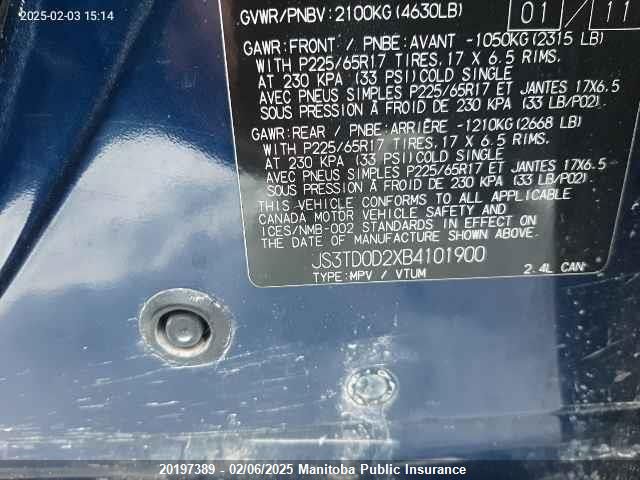 2025-02-03 15:14
GVWR/PNBV:2100KG(4630LB)
01/11
GAWR:FRONT / PNBE:AVANT -1050KG(2315 LB)
WITH P225/65R17 TIRES,17 X 6.5 RIMS.
AT 230 KPA (33 PSI)COLD SINGLE
AVEC PNEUS SIMPLES P225/65R17 ET JANTES 17X6.5
SOUS PRESSION A FROID DE 230 KPA (33 LB/PO2)
GAWR:REAR / PNBE:ARRIÈRE -1210KG(2668 LB)
WITH P225/65R17 TIRES,17 X 6.5 RIMS.
AT 230 KPA (33 PSI)COLD SINGLE
AVEC PNEUS SIMPLES P225/65R17 ET JANTES 17X6.5
SOUS PRESSION À FROID DE 230 KPA (33 LB/PO2)
THIS VEHICLE CONFORMS TO ALL APPLICABLE
CANADA MOTOR VEHICLE SAFETY AND
ICES/NMB-002 STANDARDS IN EFFECT ON
THE DATE OF MANUFACTURE SHOWN ABOVE.
JS3TD0D2XB4101900
TYPE:MPV / VTUM
2.4L CAN
20197389 - 02/06/2025 Manitoba Public Insurance